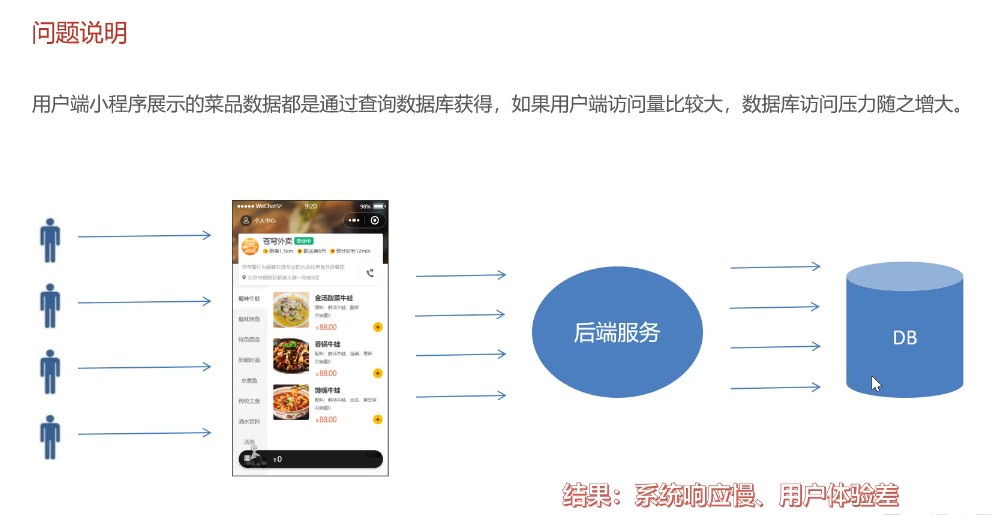 问题说明
用户端小程序展示的菜品数据都是通过查询数据库获得，如果用户端访问量比较大，数据库访问压力随之增大。
WeChat 9:20 98%
个人中心
苍穹外卖 营业中
距离1.5km 配送费6元 预计时长12min
蜀味牛蛙
蜀味烤鱼
特色蒸菜
新鲜时蔬
水煮鱼
传统主食
酒水饮料
汤类
金汤酸菜牛蛙
¥88.00
香锅牛蛙
¥88.00
馋嘴牛蛙
¥88.00
¥0
后端服务
DB
结果：系统响应慢、用户体验差